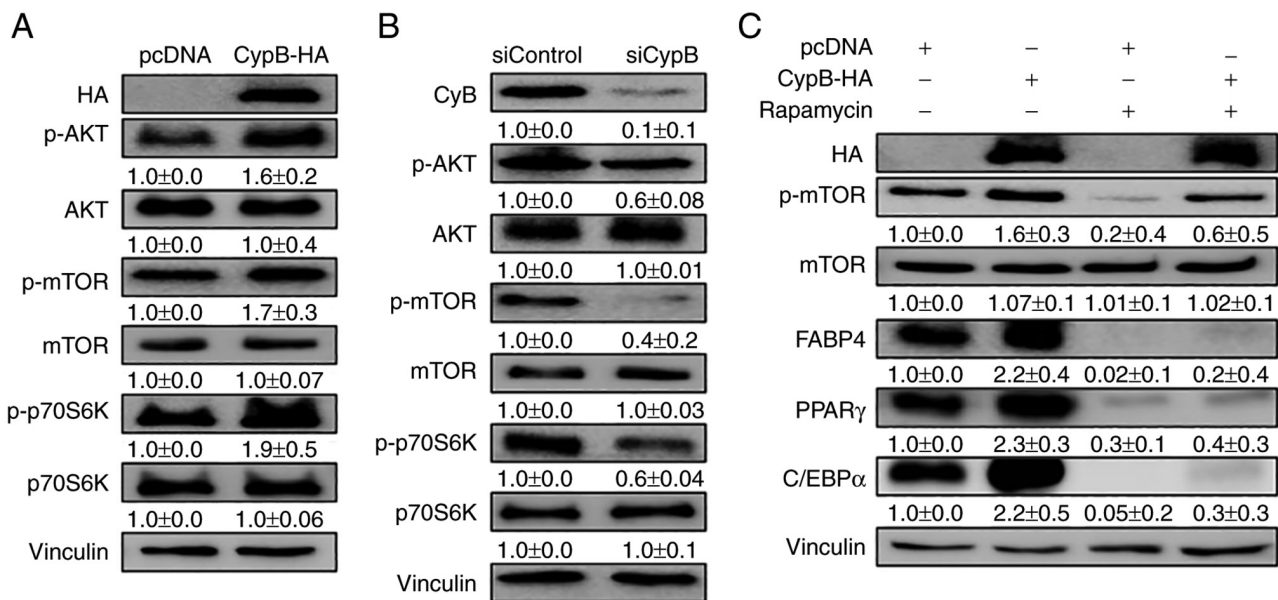 A
pcDNA CypB-HA
HA
p-AKT
1.0±0.0 1.6±0.2
AKT
1.0±0.0 1.0±0.4
p-mTOR
1.0±0.0 1.7±0.3
mTOR
1.0±0.0 1.0±0.07
p-p70S6K
1.0±0.0 1.9±0.5
p70S6K
1.0±0.0 1.0±0.06
Vinculin
B
siControl siCypB
CyB
1.0±0.0 0.1±0.1
p-AKT
1.0±0.0 0.6±0.08
AKT
1.0±0.0 1.0±0.01
p-mTOR
1.0±0.0 0.4±0.2
mTOR
1.0±0.0 1.0±0.03
p-p70S6K
1.0±0.0 0.6±0.04
p70S6K
1.0±0.0 1.0±0.1
Vinculin
C
pcDNA + − + −
CypB-HA − + − +
Rapamycin − − + +
HA
p-mTOR
1.0±0.0 1.6±0.3 0.2±0.4 0.6±0.5
mTOR
1.0±0.0 1.07±0.1 1.01±0.1 1.02±0.1
FABP4
1.0±0.0 2.2±0.4 0.02±0.1 0.2±0.4
PPARγ
1.0±0.0 2.3±0.3 0.3±0.1 0.4±0.3
C/EBPα
1.0±0.0 2.2±0.5 0.05±0.2 0.3±0.3
Vinculin